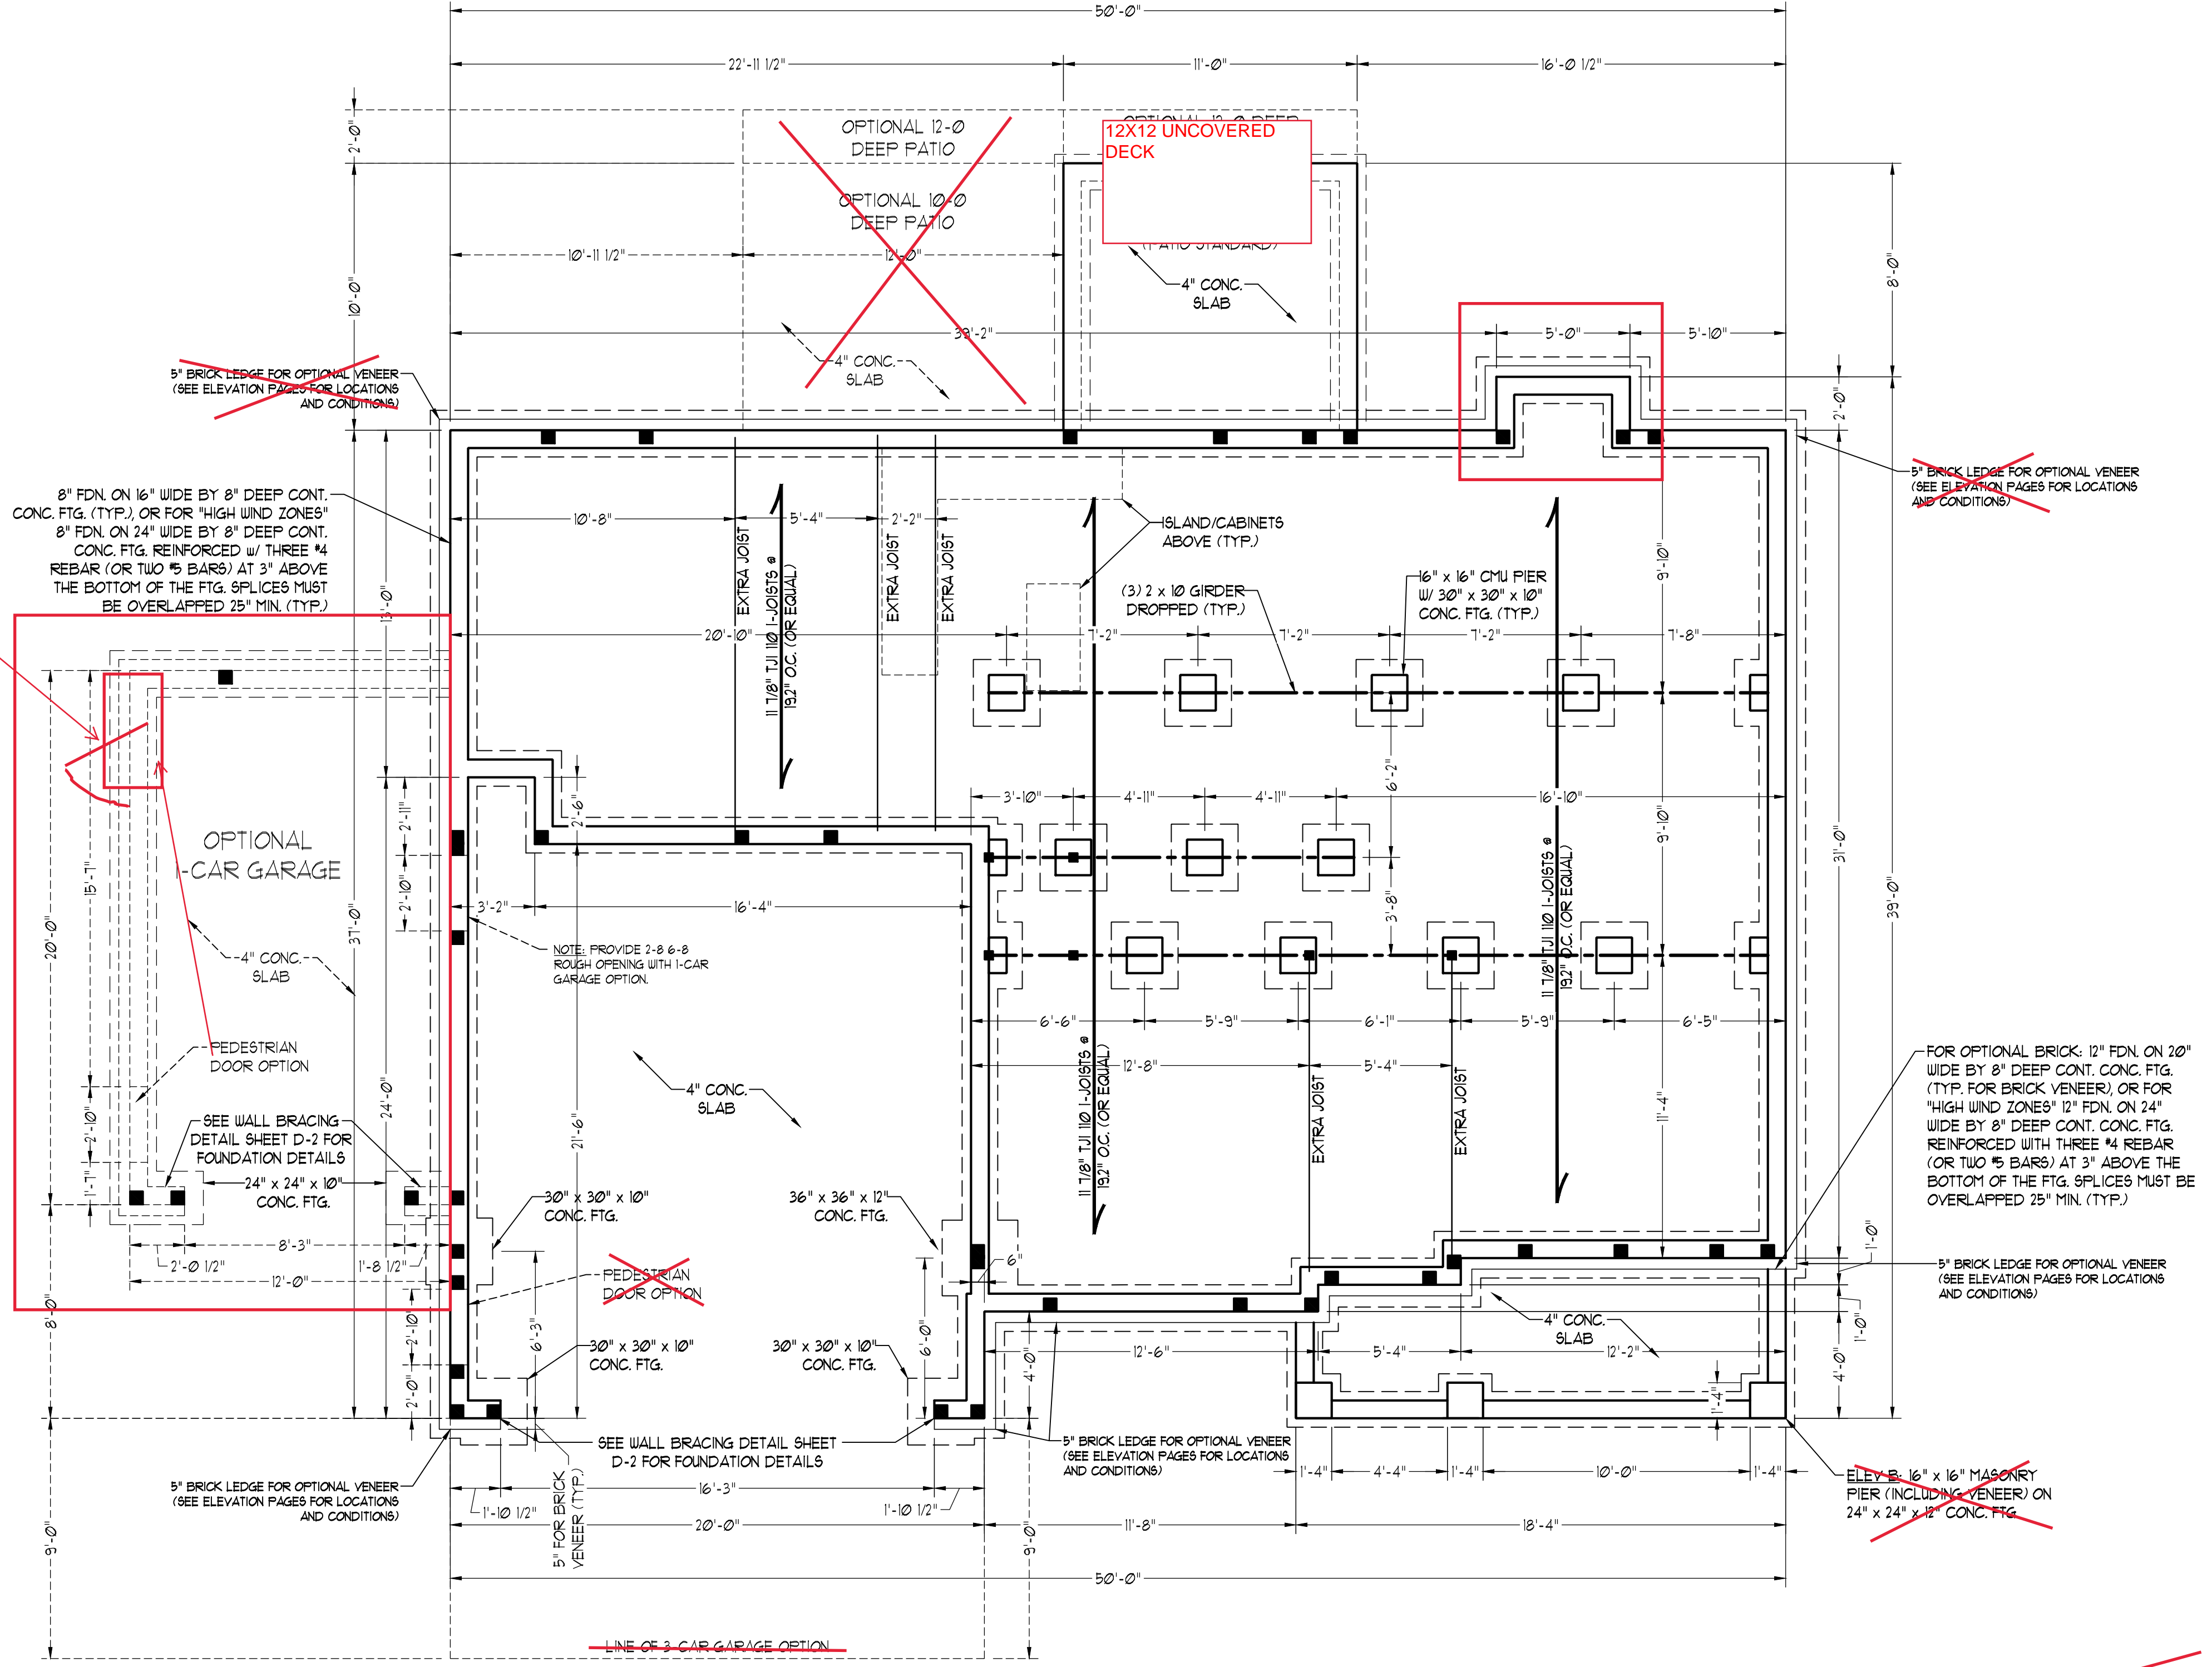 50'-0"
22'-11 1/2"
11'-0"
16'-0 1/2"
2'-0"
OPTIONAL 12-0
DEEP PATIO
OPTIONAL 12-0 DEEP
12X12 UNCOVERED
DECK
OPTIONAL 10-0
DEEP PATIO
(PATIO STANDARD)
10'-11 1/2"
12'-0"
10'-0"
8'-0"
4" CONC.
SLAB
39'-2"
5'-0"
5'-10"
4" CONC.
SLAB
5" BRICK LEDGE FOR OPTIONAL VENEER
(SEE ELEVATION PAGES FOR LOCATIONS
AND CONDITIONS)
2'-0"
5" BRICK LEDGE FOR OPTIONAL VENEER
(SEE ELEVATION PAGES FOR LOCATIONS
AND CONDITIONS)
8" FDN. ON 16" WIDE BY 8" DEEP CONT.
CONC. FTG. (TYP.), OR FOR "HIGH WIND ZONES"
8" FDN. ON 24" WIDE BY 8" DEEP CONT.
CONC. FTG. REINFORCED w/ THREE #4
REBAR (OR TWO #5 BARS) AT 3" ABOVE
THE BOTTOM OF THE FTG. SPLICES MUST
BE OVERLAPPED 25" MIN. (TYP.)
13'-0"
10'-8"
5'-4"
2'-2"
EXTRA JOIST
11 7/8" TJI 110 I-JOISTS @
19.2" O.C. (OR EQUAL)
EXTRA JOIST
EXTRA JOIST
ISLAND/CABINETS
ABOVE (TYP.)
(3) 2 x 10 GIRDER
DROPPED (TYP.)
16" x 16" CMU PIER
W/ 30" x 30" x 10"
CONC. FTG. (TYP.)
9'-10"
20'-10"
7'-2"
7'-2"
7'-2"
7'-8"
6'-2"
3'-10"
4'-11"
4'-11"
16'-10"
2'-6"
2'-11"
2'-10"
15'-7"
20'-0"
37'-0"
OPTIONAL
1-CAR GARAGE
3'-2"
16'-4"
3'-8"
9'-10"
31'-0"
39'-0"
11 7/8" TJI 110 I-JOISTS @
19.2" O.C. (OR EQUAL)
NOTE: PROVIDE 2-8 6-8
ROUGH OPENING WITH 1-CAR
GARAGE OPTION.
4" CONC.
SLAB
6'-6"
5'-9"
6'-1"
5'-9"
6'-5"
12'-8"
5'-4"
11 7/8" TJI 110 I-JOISTS @
19.2" O.C. (OR EQUAL)
EXTRA JOIST
EXTRA JOIST
11'-4"
PEDESTRIAN
DOOR OPTION
4" CONC.
SLAB
24'-0"
21'-6"
2'-10"
1'-7"
SEE WALL BRACING
DETAIL SHEET D-2 FOR
FOUNDATION DETAILS
24" x 24" x 10"
CONC. FTG.
30" x 30" x 10"
CONC. FTG.
36" x 36" x 12"
CONC. FTG.
FOR OPTIONAL BRICK: 12" FDN. ON 20"
WIDE BY 8" DEEP CONT. CONC. FTG.
(TYP. FOR BRICK VENEER), OR FOR
"HIGH WIND ZONES" 12" FDN. ON 24"
WIDE BY 8" DEEP CONT. CONC. FTG.
REINFORCED WITH THREE #4 REBAR
(OR TWO #5 BARS) AT 3" ABOVE THE
BOTTOM OF THE FTG. SPLICES MUST BE
OVERLAPPED 25" MIN. (TYP.)
8'-3"
2'-0 1/2"
1'-8 1/2"
12'-0"
8'-0"
6"
1'-0"
5" BRICK LEDGE FOR OPTIONAL VENEER
(SEE ELEVATION PAGES FOR LOCATIONS
AND CONDITIONS)
PEDESTRIAN
DOOR OPTION
2'-10"
6'-3"
6'-0"
4'-0"
4" CONC.
SLAB
1'-0"
30" x 30" x 10"
CONC. FTG.
30" x 30" x 10"
CONC. FTG.
12'-6"
5'-4"
12'-2"
2'-0"
1'-4"
4'-0"
SEE WALL BRACING DETAIL SHEET
D-2 FOR FOUNDATION DETAILS
5" BRICK LEDGE FOR OPTIONAL VENEER
(SEE ELEVATION PAGES FOR LOCATIONS
AND CONDITIONS)
1'-4"
4'-4"
1'-4"
10'-0"
1'-4"
ELEV B: 16" x 16" MASONRY
PIER (INCLUDING VENEER) ON
24" x 24" x 12" CONC. FTG.
5" BRICK LEDGE FOR OPTIONAL VENEER
(SEE ELEVATION PAGES FOR LOCATIONS
AND CONDITIONS)
1'-10 1/2"
16'-3"
1'-10 1/2"
5" FOR BRICK
VENEER (TYP.)
20'-0"
11'-8"
18'-4"
9'-0"
9'-0"
50'-0"
LINE OF 3-CAR GARAGE OPTION